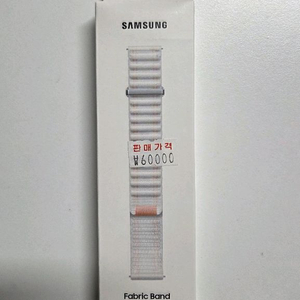 SAMSUNG
판매가격
₩60000
Fabric Band